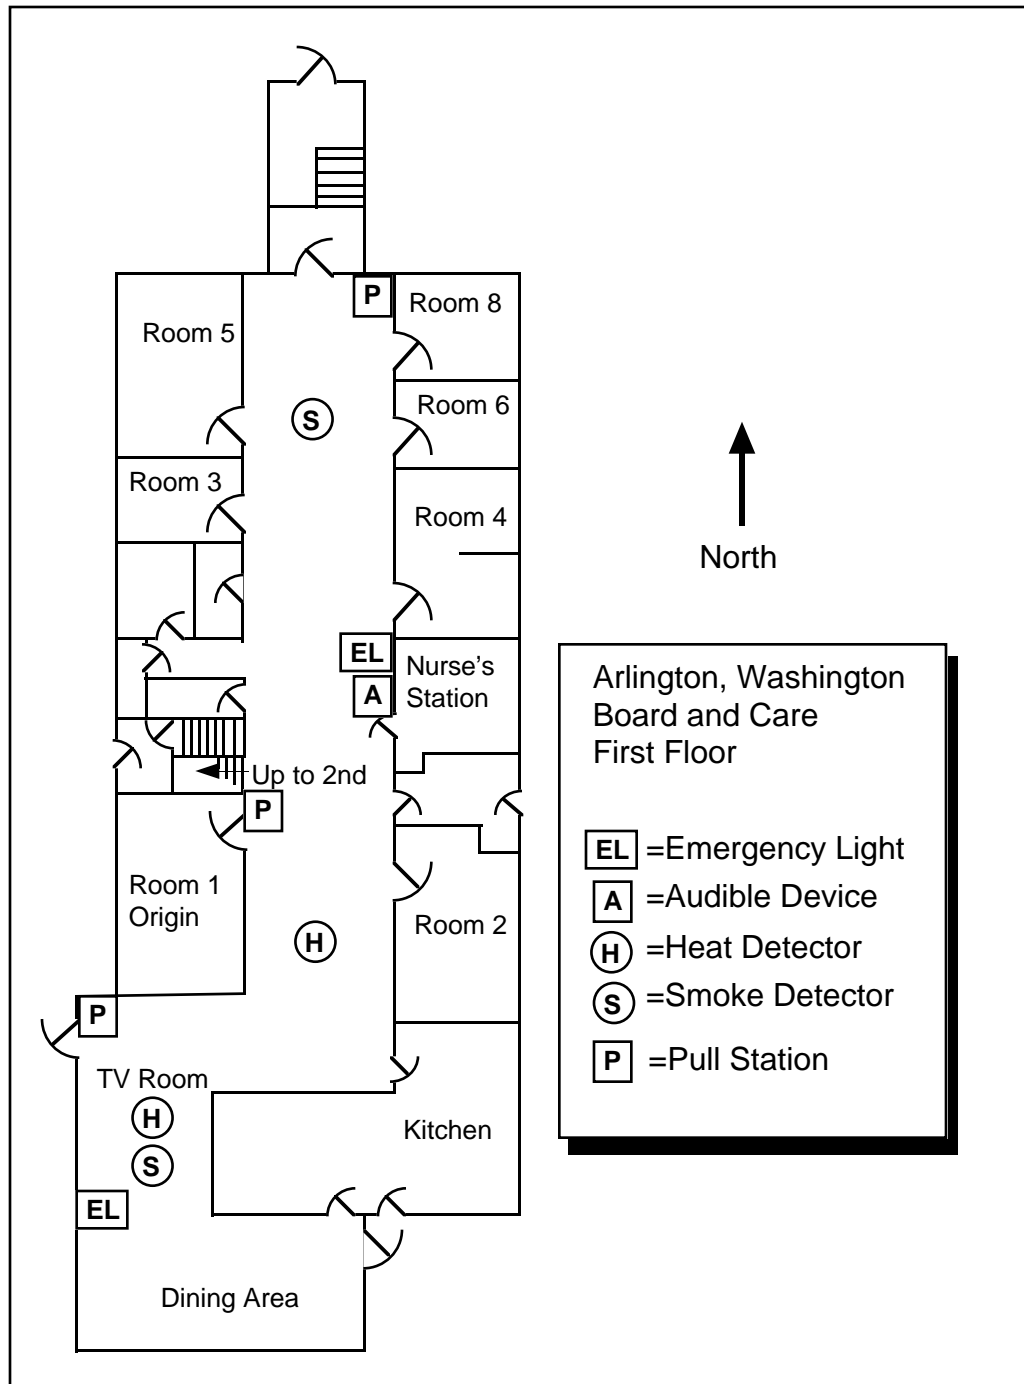 P
Room 8
Room 5
Room 6
S
Room 3
Room 4
North
EL
Nurse's
Station
A
Up to 2nd
P
Room 1
Origin
Room 2
H
P
TV Room
H
Kitchen
S
EL
Dining Area
Arlington, Washington
Board and Care
First Floor
EL =Emergency Light
A =Audible Device
H =Heat Detector
S =Smoke Detector
P =Pull Station